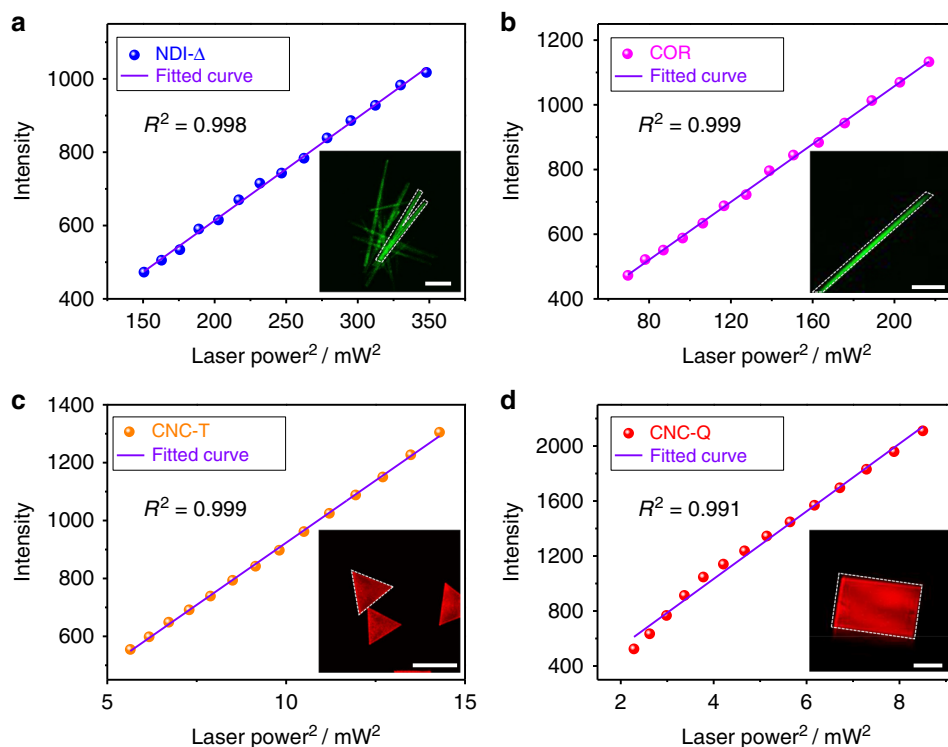 a
NDI-Δ
Fitted curve
R² = 0.998
Intensity
1000
800
600
400
150 200 250 300 350
Laser power² / mW²
b
COR
Fitted curve
R² = 0.999
Intensity
1200
1000
800
600
400
80 120 160 200
Laser power² / mW²
c
CNC-T
Fitted curve
R² = 0.999
Intensity
1400
1200
1000
800
600
5 10 15
Laser power² / mW²
d
CNC-Q
Fitted curve
R² = 0.991
Intensity
2000
1600
1200
800
400
2 4 6 8
Laser power² / mW²